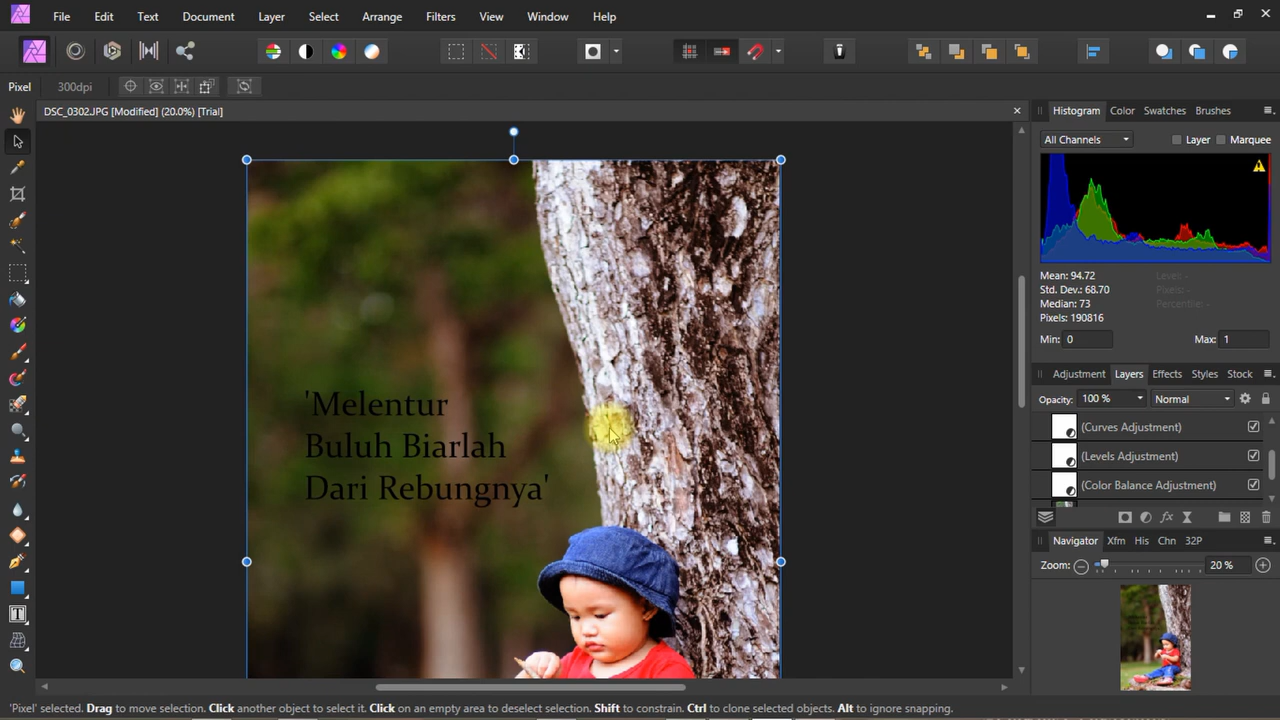 File Edit Text Document Layer Select Arrange Filters View Window Help
Pixel 300dpi
DSC_0302.JPG [Modified] (20.0%) [Trial]
'Melentur
Buluh Biarlah
Dari Rebungnya'
Histogram Color Swatches Brushes
All Channels Layer Marquee
Mean: 94.72 Level: -
Std. Dev.: 68.70 Pixels: -
Median: 73 Percentile: -
Pixels: 190816
Min: 0 Max: 1
Adjustment Layers Effects Styles Stock
Opacity: 100 % Normal
(Curves Adjustment)
(Levels Adjustment)
(Color Balance Adjustment)
Navigator Xfm His Chn 32P
Zoom: 20 %
'Pixel' selected. Drag to move selection. Click another object to select it. Click on an empty area to deselect selection. Shift to constrain. Ctrl to clone selected objects. Alt to ignore snapping.